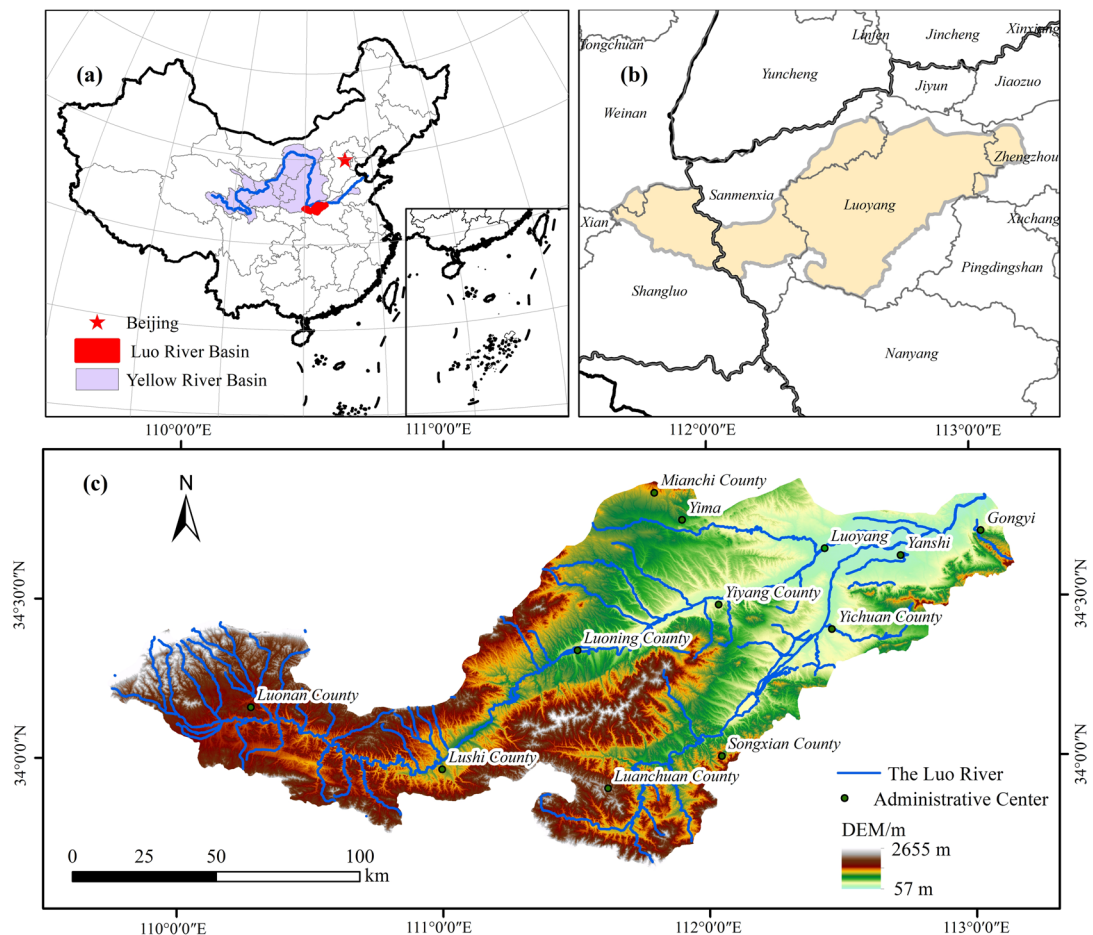 (a)
Beijing
Luo River Basin
Yellow River Basin
(b)
Tongchuan
Linfen
Jincheng
Xinxiang
Yuncheng
Jiyun
Jiaozuo
Weinan
Zhengzhou
Sanmenxia
Luoyang
Xian
Xuchang
Pingdingshan
Shangluo
Nanyang
110°0′0″E
111°0′0″E
112°0′0″E
113°0′0″E
(c)
N
Mianchi County
Yima
Gongyi
Luoyang
Yanshi
34°30′0″N
34°30′0″N
Yiyang County
Yichuan County
Luoning County
Luonan County
34°0′0″N
34°0′0″N
Songxian County
Lushi County
Luanchuan County
The Luo River
Administrative Center
DEM/m
2655 m
57 m
0 25 50 100
km
110°0′0″E
111°0′0″E
112°0′0″E
113°0′0″E